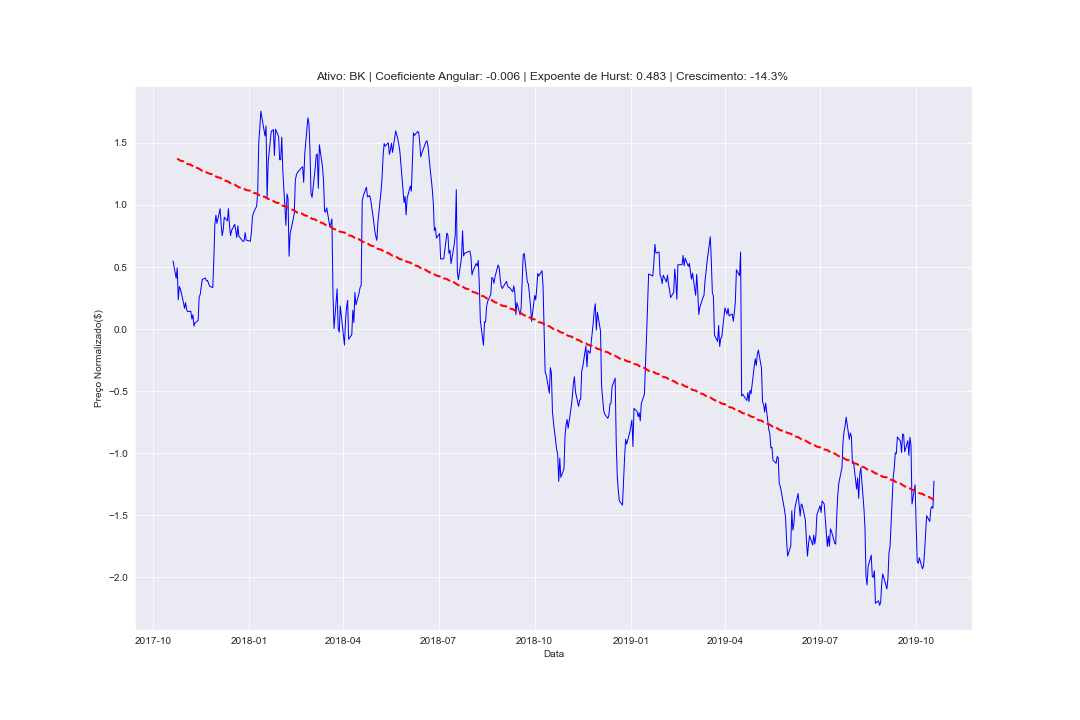 Ativo: BK | Coeficiente Angular: -0.006 | Expoente de Hurst: 0.483 | Crescimento: -14.3%
Preço Normalizado($)
1.5
1.0
0.5
0.0
−0.5
−1.0
−1.5
−2.0
2017-10 2018-01 2018-04 2018-07 2018-10 2019-01 2019-04 2019-07 2019-10
Data